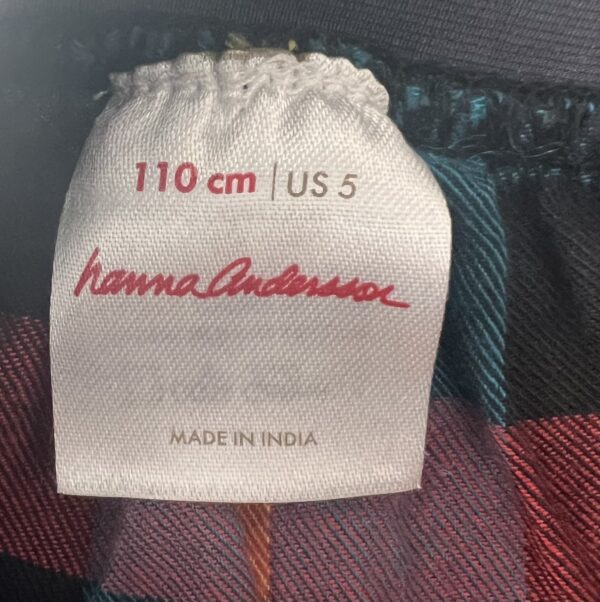 110 cm | US 5
hanna Andersson
MADE IN INDIA